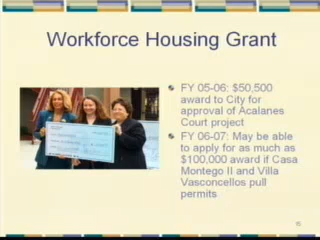 Workforce Housing Grant
FY 05-06: $50,500
award to City for
approval of Acalanes
Court project
FY 06-07: May be able
to apply for as much as
$100,000 award if Casa
Montego II and Villa
Vasconcellos pull
permits